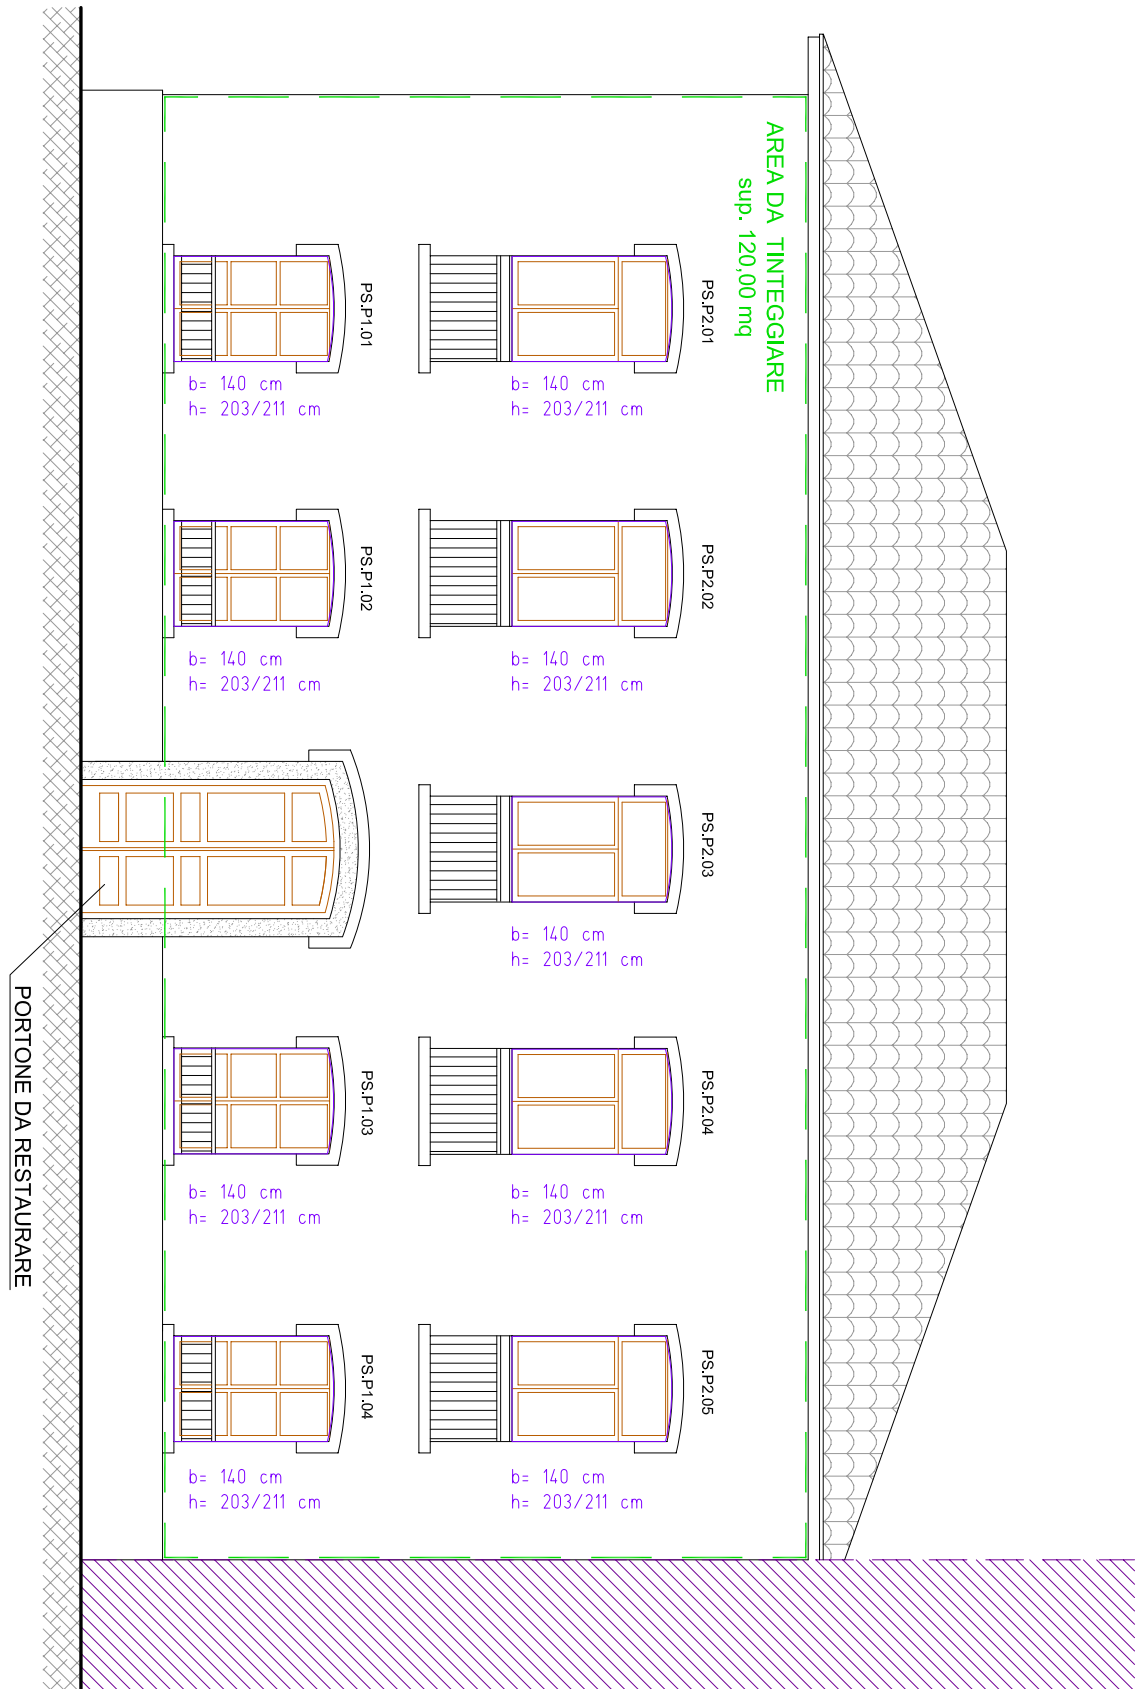 AREA DA TINTEGGIARE
sup. 120,00 mq
PS.P2.01
b= 140 cm
h= 203/211 cm
PS.P2.02
b= 140 cm
h= 203/211 cm
PS.P2.03
b= 140 cm
h= 203/211 cm
PS.P2.04
b= 140 cm
h= 203/211 cm
PS.P2.05
b= 140 cm
h= 203/211 cm
PS.P1.01
b= 140 cm
h= 203/211 cm
PS.P1.02
b= 140 cm
h= 203/211 cm
PS.P1.03
b= 140 cm
h= 203/211 cm
PS.P1.04
b= 140 cm
h= 203/211 cm
PORTONE DA RESTAURARE